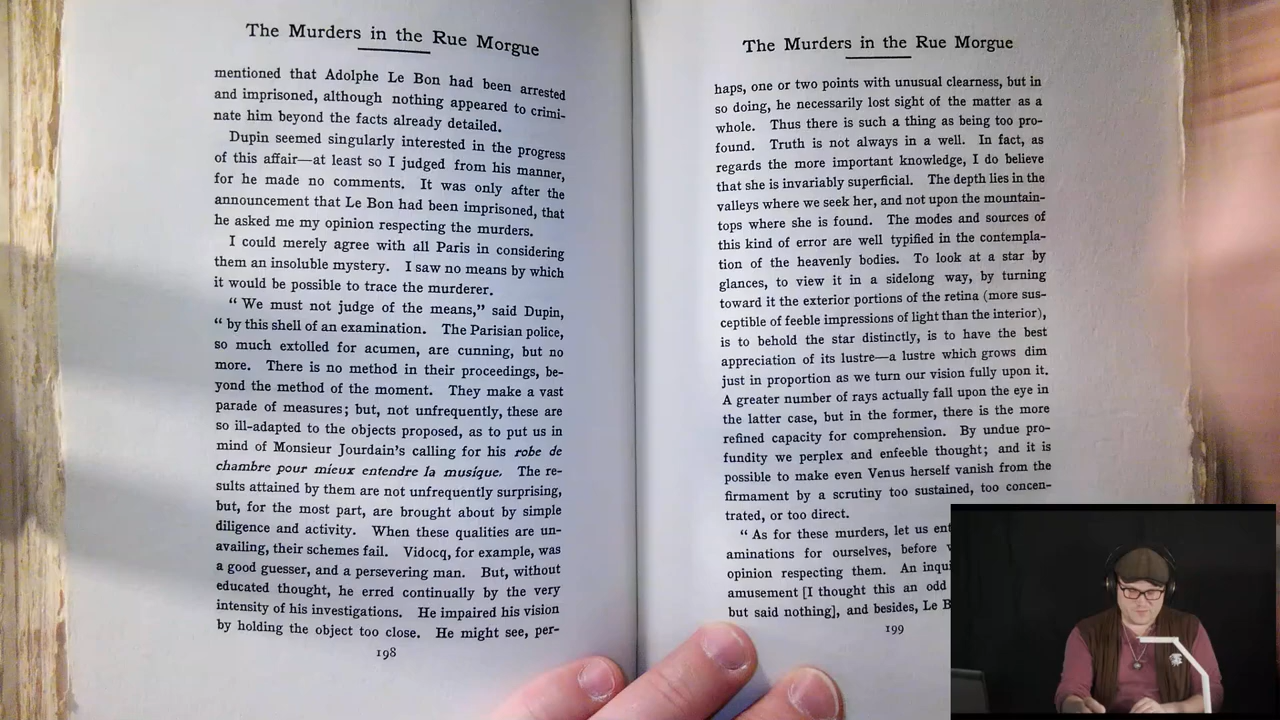 The Murders in the Rue Morgue
mentioned that Adolphe Le Bon had been arrested
and imprisoned, although nothing appeared to crimi-
nate him beyond the facts already detailed.
Dupin seemed singularly interested in the progress
of this affair—at least so I judged from his manner,
for he made no comments. It was only after the
announcement that Le Bon had been imprisoned, that
he asked me my opinion respecting the murders.
I could merely agree with all Paris in considering
them an insoluble mystery. I saw no means by which
it would be possible to trace the murderer.
“ We must not judge of the means,” said Dupin,
“ by this shell of an examination. The Parisian police,
so much extolled for acumen, are cunning, but no
more. There is no method in their proceedings, be-
yond the method of the moment. They make a vast
parade of measures; but, not unfrequently, these are
so ill-adapted to the objects proposed, as to put us in
mind of Monsieur Jourdain’s calling for his robe de
chambre pour mieux entendre la musique. The re-
sults attained by them are not unfrequently surprising,
but, for the most part, are brought about by simple
diligence and activity. When these qualities are un-
availing, their schemes fail. Vidocq, for example, was
a good guesser, and a persevering man. But, without
educated thought, he erred continually by the very
intensity of his investigations. He impaired his vision
by holding the object too close. He might see, per-
198
The Murders in the Rue Morgue
haps, one or two points with unusual clearness, but in
so doing, he necessarily lost sight of the matter as a
whole. Thus there is such a thing as being too pro-
found. Truth is not always in a well. In fact, as
regards the more important knowledge, I do believe
that she is invariably superficial. The depth lies in the
valleys where we seek her, and not upon the mountain-
tops where she is found. The modes and sources of
this kind of error are well typified in the contempla-
tion of the heavenly bodies. To look at a star by
glances, to view it in a sidelong way, by turning
toward it the exterior portions of the retina (more sus-
ceptible of feeble impressions of light than the interior),
is to behold the star distinctly, is to have the best
appreciation of its lustre—a lustre which grows dim
just in proportion as we turn our vision fully upon it.
A greater number of rays actually fall upon the eye in
the latter case, but in the former, there is the more
refined capacity for comprehension. By undue pro-
fundity we perplex and enfeeble thought; and it is
possible to make even Venus herself vanish from the
firmament by a scrutiny too sustained, too concen-
trated, or too direct.
“ As for these murders, let us
aminations for ourselves, before
opinion respecting them. An
amusement [I thought this an odd
but said nothing], and besides, Le
199